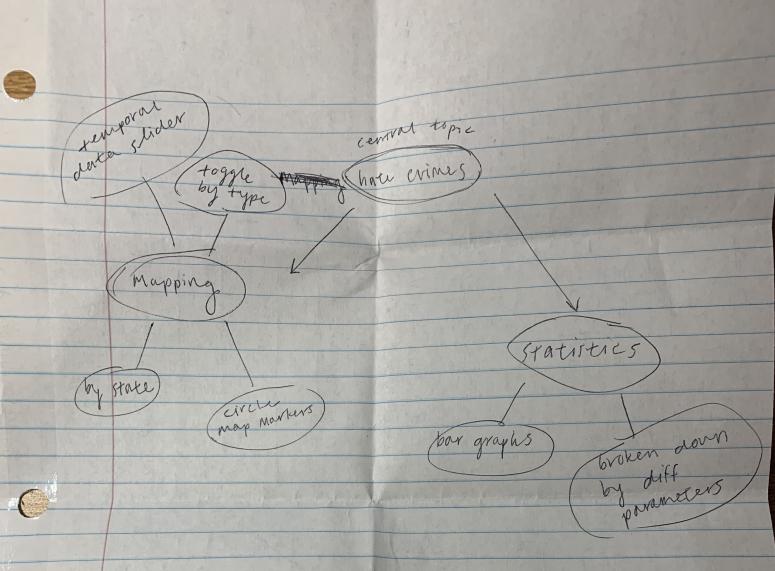 temporal
data slider
central topic
toggle
by type
mapping
hate crimes
Mapping
statistics
by state
circle
map markers
bar graphs
broken down
by diff
parameters